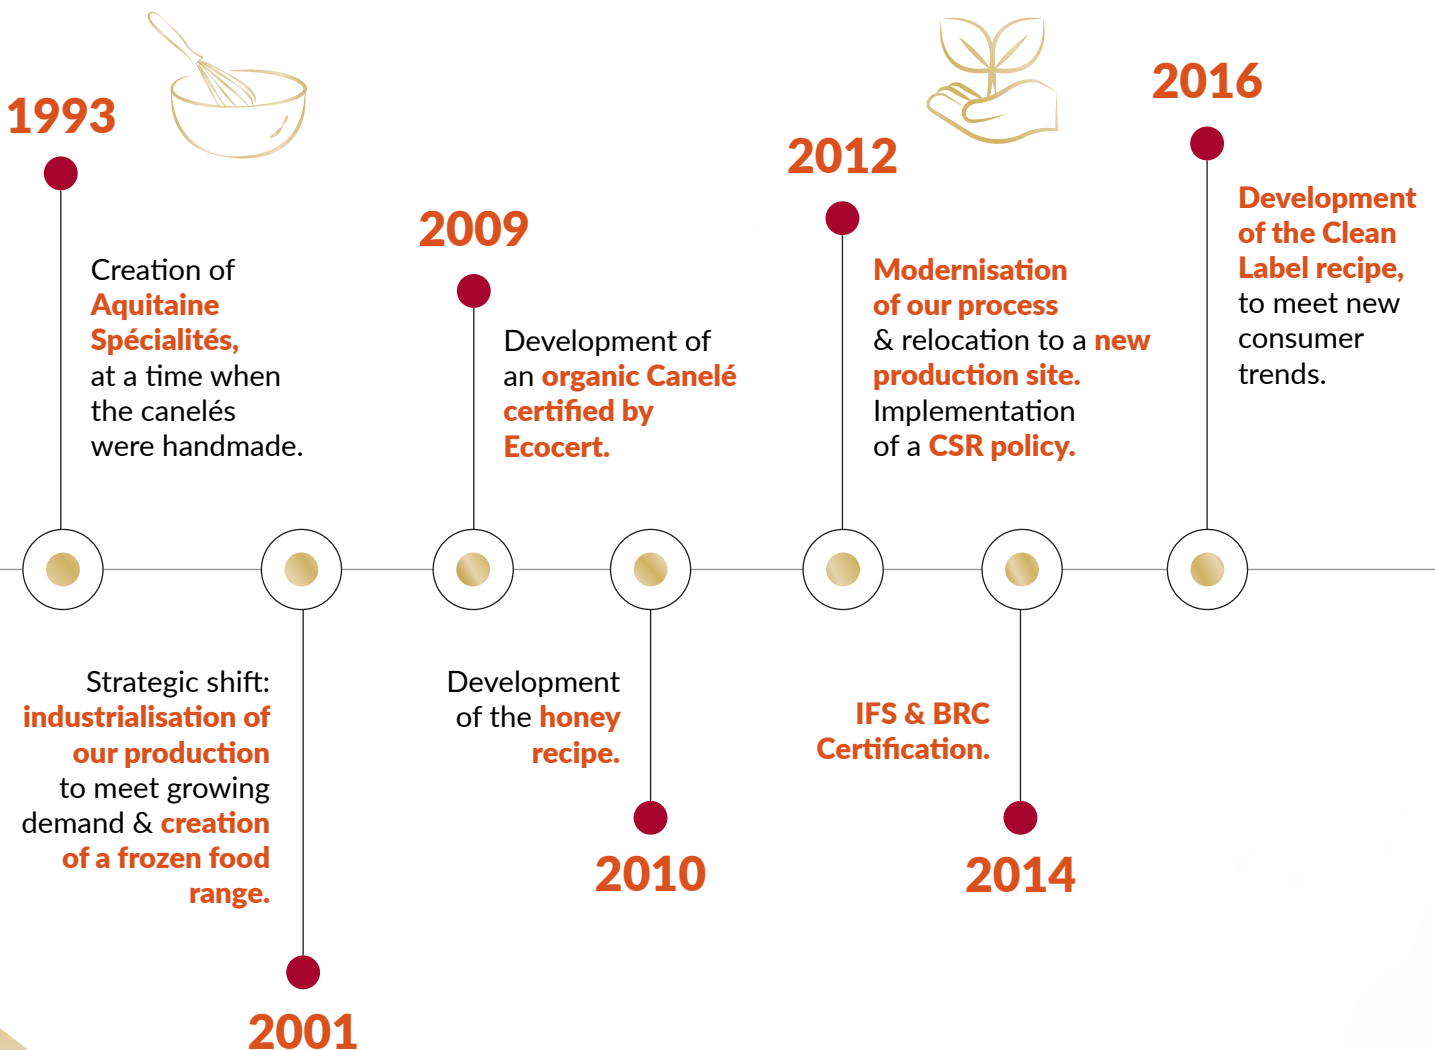 1993
Creation of
Aquitaine
Spécialités,
at a time when
the canelés
were handmade.
Strategic shift:
industrialisation of
our production
to meet growing
demand & creation
of a frozen food
range.
2001
2009
Development of
an organic Canelé
certified by
Ecocert.
Development
of the honey
recipe.
2010
2012
Modernisation
of our process
& relocation to a new
production site.
Implementation
of a CSR policy.
IFS & BRC
Certification.
2014
2016
Development
of the Clean
Label recipe,
to meet new
consumer
trends.